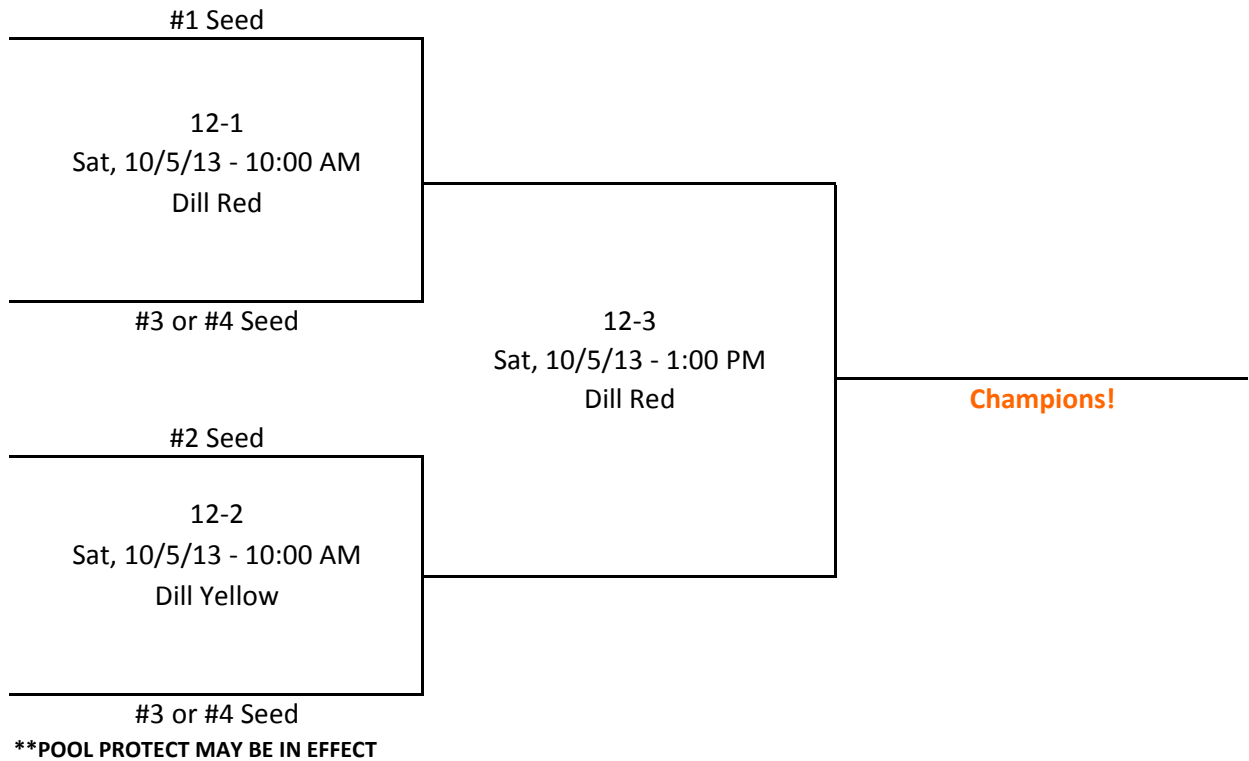 #1 Seed
12-1
Sat, 10/5/13 - 10:00 AM
Dill Red
#3 or #4 Seed
12-3
Sat, 10/5/13 - 1:00 PM
Dill Red
Champions!
#2 Seed
12-2
Sat, 10/5/13 - 10:00 AM
Dill Yellow
#3 or #4 Seed
**POOL PROTECT MAY BE IN EFFECT